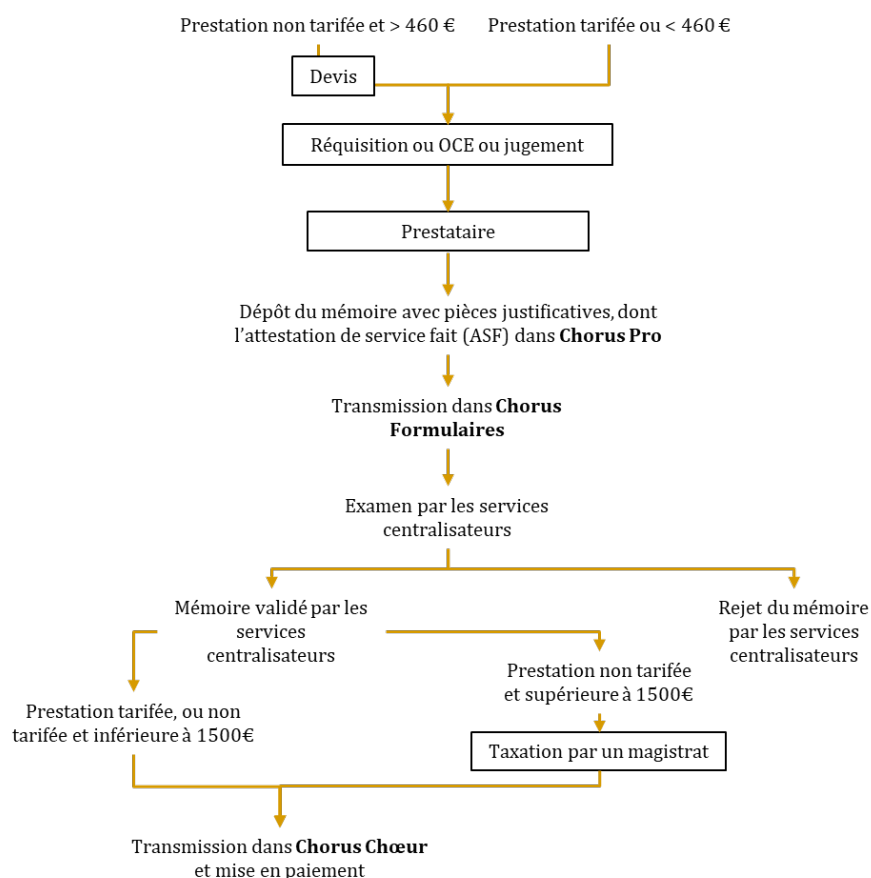 Prestation non tarifée et > 460 €
Prestation tarifée ou < 460 €
Devis
Réquisition ou OCE ou jugement
Prestataire
Dépôt du mémoire avec pièces justificatives, dont
l’attestation de service fait (ASF) dans Chorus Pro
Transmission dans Chorus
Formulaires
Examen par les services
centralisateurs
Mémoire validé par les
services
centralisateurs
Rejet du mémoire
par les services
centralisateurs
Prestation non tarifée
et supérieure à 1500€
Prestation tarifée, ou non
tarifée et inférieure à 1500€
Taxation par un magistrat
Transmission dans Chorus Chœur
et mise en paiement